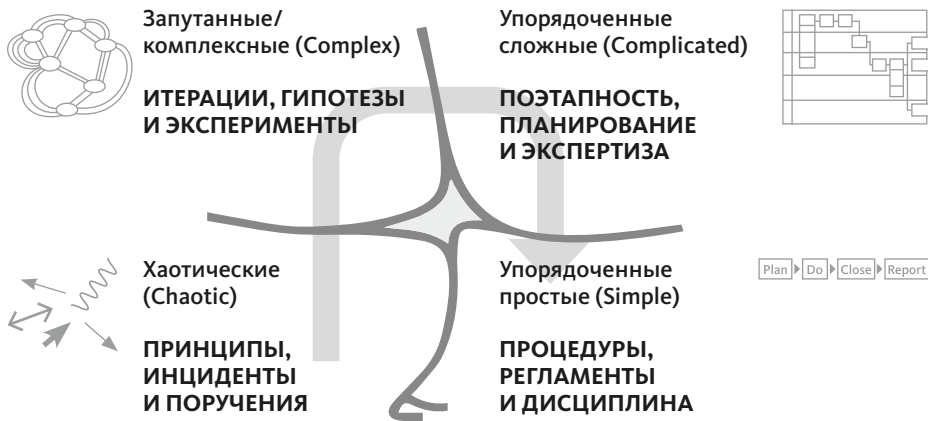 Запутанные/
комплексные (Complex)
ИТЕРАЦИИ, ГИПОТЕЗЫ
И ЭКСПЕРИМЕНТЫ
Упорядоченные
сложные (Complicated)
ПОЭТАПНОСТЬ,
ПЛАНИРОВАНИЕ
И ЭКСПЕРТИЗА
Хаотические
(Chaotic)
ПРИНЦИПЫ,
ИНЦИДЕНТЫ
И ПОРУЧЕНИЯ
Упорядоченные
простые (Simple)
ПРОЦЕДУРЫ,
РЕГЛАМЕНТЫ
И ДИСЦИПЛИНА
Plan Do Close Report